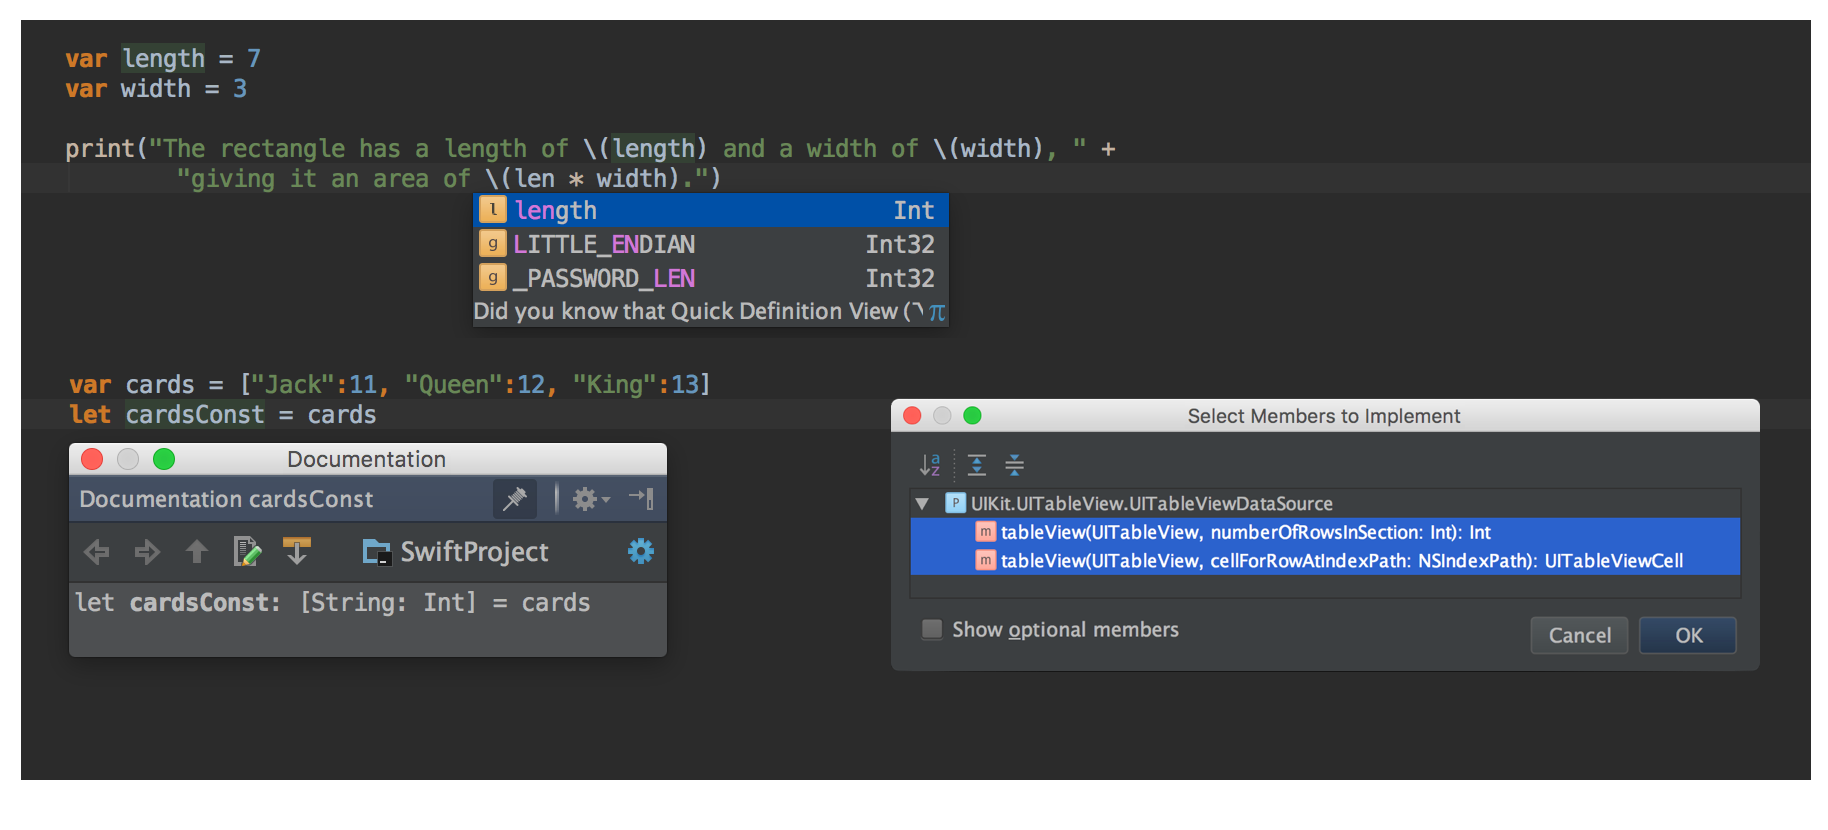 var length = 7
var width = 3
print("The rectangle has a length of \(length) and a width of \(width), " +
"giving it an area of \(len * width).")
l length Int
g LITTLE_ENDIAN Int32
g _PASSWORD_LEN Int32
Did you know that Quick Definition View (⌥ π
var cards = ["Jack":11, "Queen":12, "King":13]
let cardsConst = cards
Documentation
Documentation cardsConst
SwiftProject
let cardsConst: [String: Int] = cards
Select Members to Implement
a
z
P UIKit.UITableView.UITableViewDataSource
m tableView(UITableView, numberOfRowsInSection: Int): Int
m tableView(UITableView, cellForRowAtIndexPath: NSIndexPath): UITableViewCell
Show optional members
Cancel OK